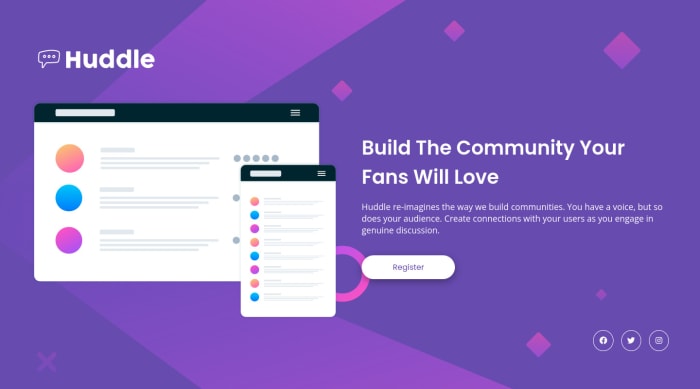 Huddle
Build The Community Your
Fans Will Love
Huddle re-imagines the way we build communities. You have a voice, but so
does your audience. Create connections with your users as you engage in
genuine discussion.
Register